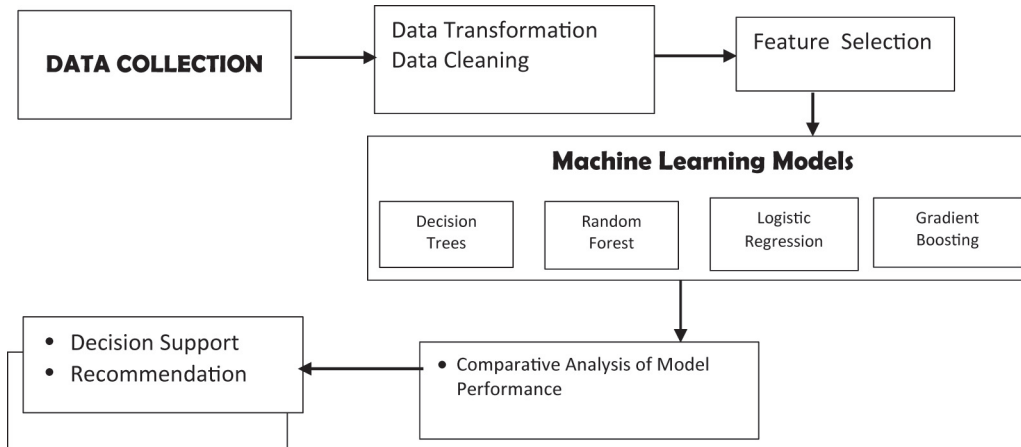 DATA COLLECTION
Data Transformation
Data Cleaning
Feature Selection
Machine Learning Models
Decision
Trees
Random
Forest
Logistic
Regression
Gradient
Boosting
• Decision Support
• Recommendation
• Comparative Analysis of Model
Performance